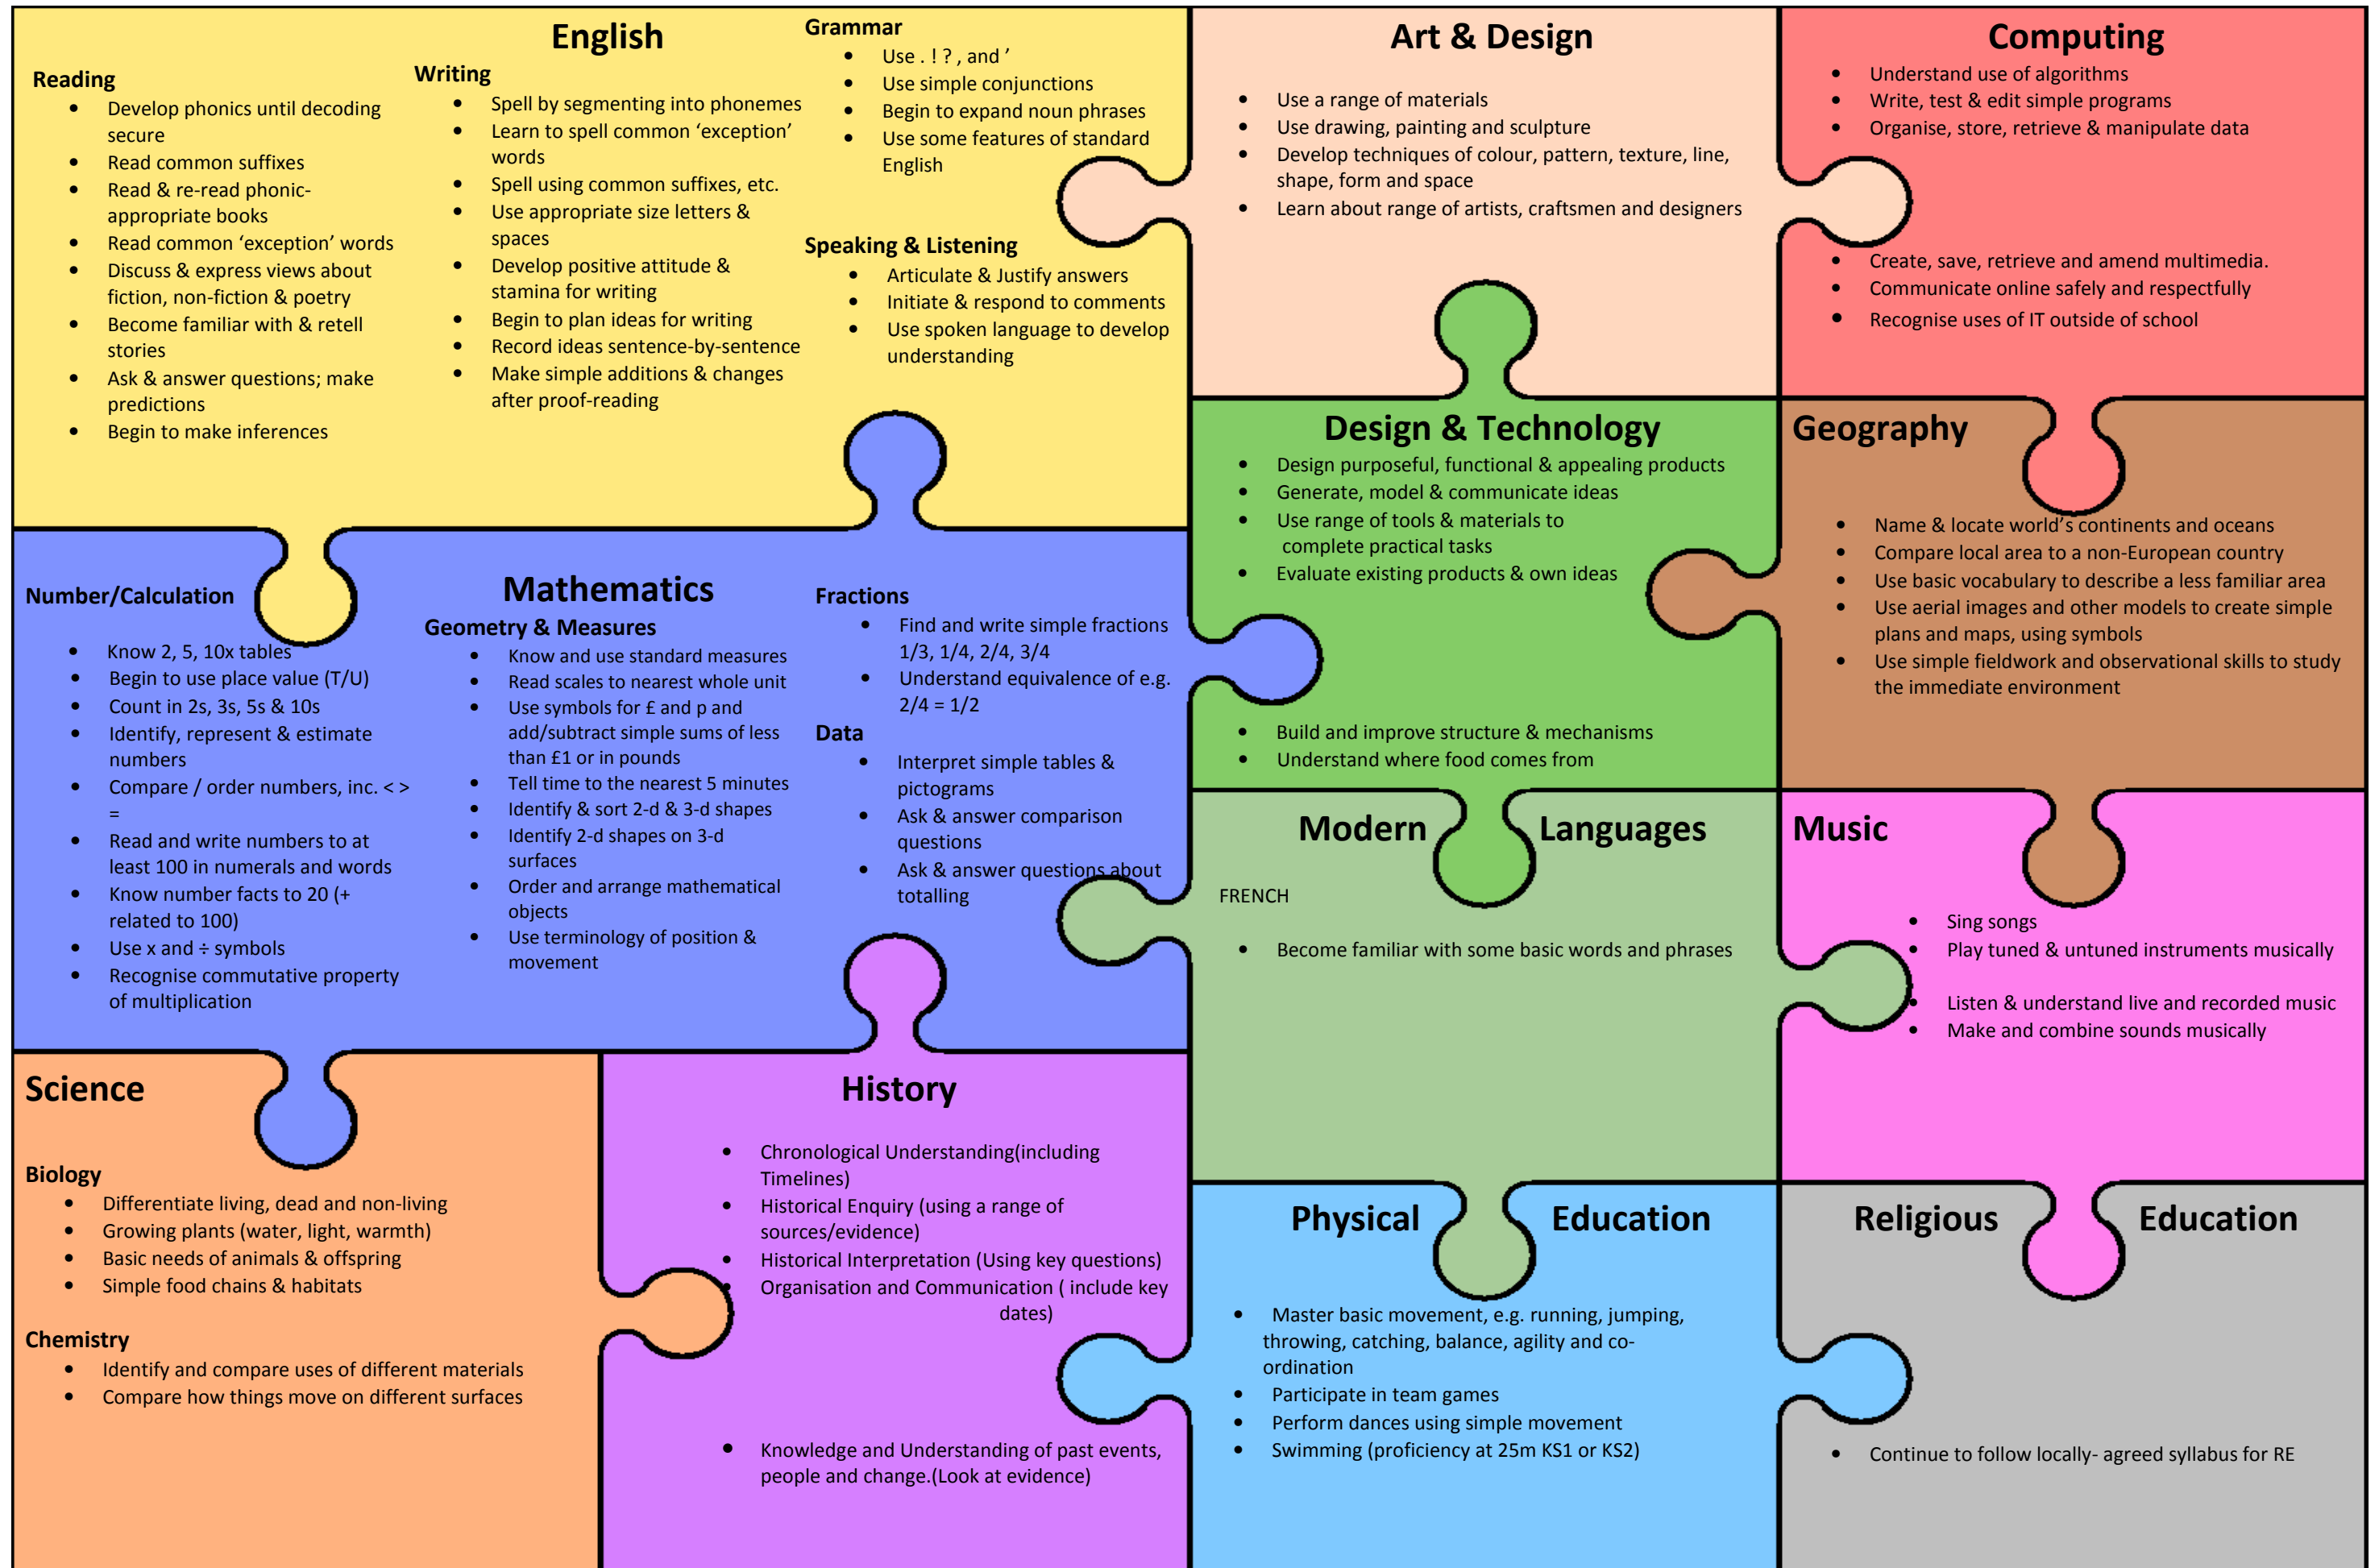 English
Reading
• Develop phonics until decoding
secure
• Read common suffixes
• Read & re-read phonic-
appropriate books
• Read common ‘exception’ words
• Discuss & express views about
fiction, non-fiction & poetry
• Become familiar with & retell
stories
• Ask & answer questions; make
predictions
• Begin to make inferences
Writing
• Spell by segmenting into phonemes
• Learn to spell common ‘exception’
words
• Spell using common suffixes, etc.
• Use appropriate size letters &
spaces
• Develop positive attitude &
stamina for writing
• Begin to plan ideas for writing
• Record ideas sentence-by-sentence
• Make simple additions & changes
after proof-reading
Grammar
• Use . ! ? , and ’
• Use simple conjunctions
• Begin to expand noun phrases
• Use some features of standard
English
Speaking & Listening
• Articulate & Justify answers
• Initiate & respond to comments
• Use spoken language to develop
understanding
Art & Design
• Use a range of materials
• Use drawing, painting and sculpture
• Develop techniques of colour, pattern, texture, line,
shape, form and space
• Learn about range of artists, craftsmen and designers
Computing
• Understand use of algorithms
• Write, test & edit simple programs
• Organise, store, retrieve & manipulate data
• Create, save, retrieve and amend multimedia.
• Communicate online safely and respectfully
• Recognise uses of IT outside of school
Mathematics
Number/Calculation
• Know 2, 5, 10x tables
• Begin to use place value (T/U)
• Count in 2s, 3s, 5s & 10s
• Identify, represent & estimate
numbers
• Compare / order numbers, inc. < >
=
• Read and write numbers to at
least 100 in numerals and words
• Know number facts to 20 (+
related to 100)
• Use x and ÷ symbols
• Recognise commutative property
of multiplication
Geometry & Measures
• Know and use standard measures
• Read scales to nearest whole unit
• Use symbols for £ and p and
add/subtract simple sums of less
than £1 or in pounds
• Tell time to the nearest 5 minutes
• Identify & sort 2-d & 3-d shapes
• Identify 2-d shapes on 3-d
surfaces
• Order and arrange mathematical
objects
• Use terminology of position &
movement
Fractions
• Find and write simple fractions
1/3, 1/4, 2/4, 3/4
• Understand equivalence of e.g.
2/4 = 1/2
Data
• Interpret simple tables &
pictograms
• Ask & answer comparison
questions
• Ask & answer questions about
totalling
Design & Technology
• Design purposeful, functional & appealing products
• Generate, model & communicate ideas
• Use range of tools & materials to
complete practical tasks
• Evaluate existing products & own ideas
• Build and improve structure & mechanisms
• Understand where food comes from
Geography
• Name & locate world’s continents and oceans
• Compare local area to a non-European country
• Use basic vocabulary to describe a less familiar area
• Use aerial images and other models to create simple
plans and maps, using symbols
• Use simple fieldwork and observational skills to study
the immediate environment
Modern Languages
FRENCH
• Become familiar with some basic words and phrases
Music
• Sing songs
• Play tuned & untuned instruments musically
• Listen & understand live and recorded music
• Make and combine sounds musically
Science
Biology
• Differentiate living, dead and non-living
• Growing plants (water, light, warmth)
• Basic needs of animals & offspring
• Simple food chains & habitats
Chemistry
• Identify and compare uses of different materials
• Compare how things move on different surfaces
History
• Chronological Understanding(including
Timelines)
• Historical Enquiry (using a range of
sources/evidence)
• Historical Interpretation (Using key questions)
• Organisation and Communication ( include key
dates)
• Knowledge and Understanding of past events,
people and change.(Look at evidence)
Physical Education
• Master basic movement, e.g. running, jumping,
throwing, catching, balance, agility and co-
ordination
• Participate in team games
• Perform dances using simple movement
• Swimming (proficiency at 25m KS1 or KS2)
Religious Education
• Continue to follow locally- agreed syllabus for RE